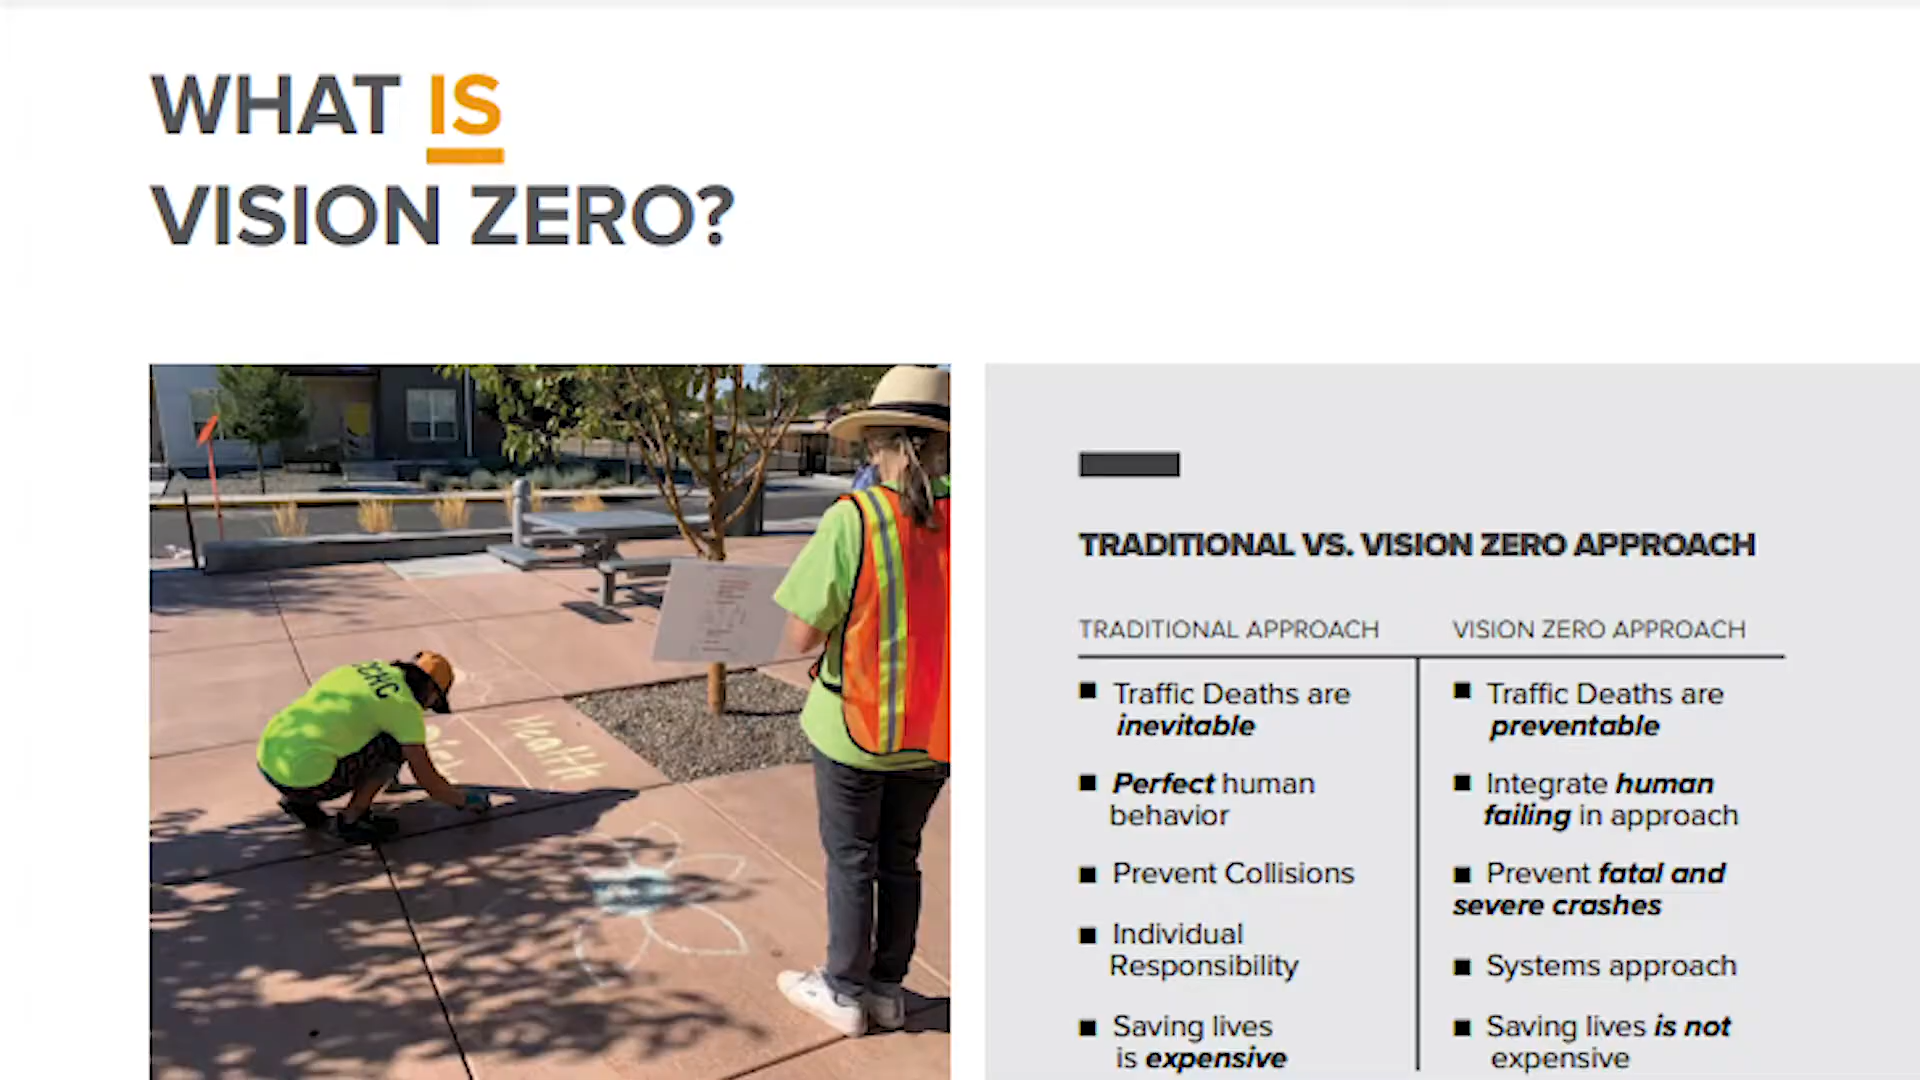 WHAT IS
VISION ZERO?
CHC
Health
TRADITIONAL VS. VISION ZERO APPROACH
TRADITIONAL APPROACH
■ Traffic Deaths are
inevitable
■ Perfect human
behavior
■ Prevent Collisions
■ Individual
Responsibility
■ Saving lives
is expensive
VISION ZERO APPROACH
■ Traffic Deaths are
preventable
■ Integrate human
failing in approach
■ Prevent fatal and
severe crashes
■ Systems approach
■ Saving lives is not
expensive